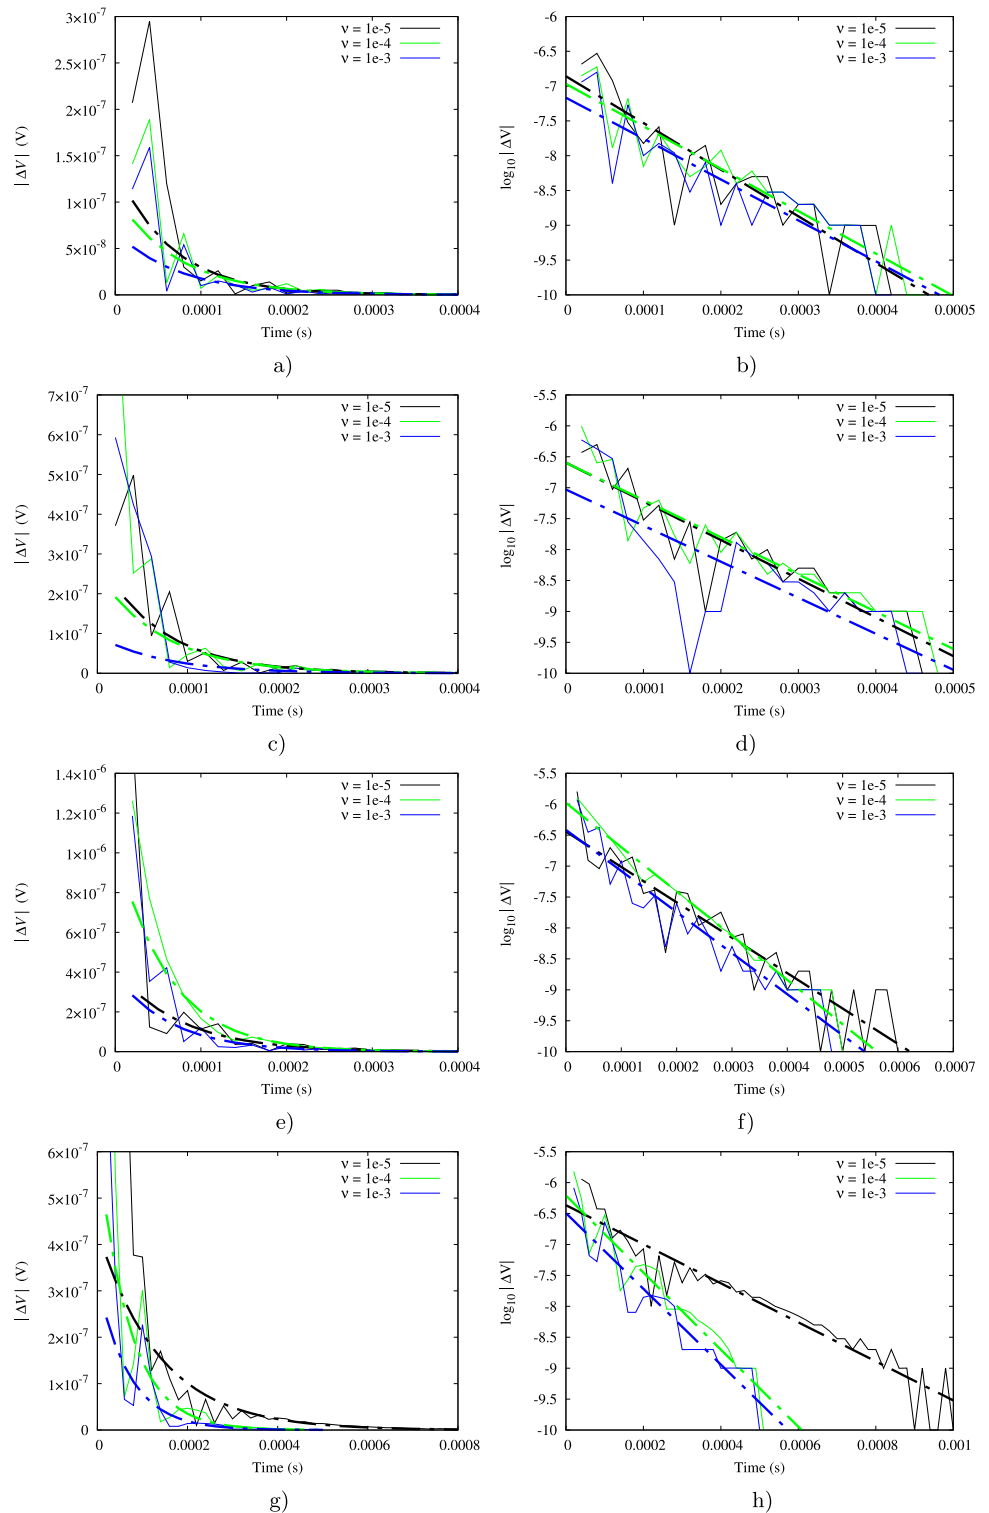 3×10⁻⁷
2.5×10⁻⁷
2×10⁻⁷
1.5×10⁻⁷
1×10⁻⁷
5×10⁻⁸
0
0 0.0001 0.0002 0.0003 0.0004
|ΔV| (V)
Time (s)
ν = 1e-5
ν = 1e-4
ν = 1e-3
a)
-6
-6.5
-7
-7.5
-8
-8.5
-9
-9.5
-10
0 0.0001 0.0002 0.0003 0.0004 0.0005
log₁₀|ΔV|
Time (s)
ν = 1e-5
ν = 1e-4
ν = 1e-3
b)
7×10⁻⁷
6×10⁻⁷
5×10⁻⁷
4×10⁻⁷
3×10⁻⁷
2×10⁻⁷
1×10⁻⁷
0
0 0.0001 0.0002 0.0003 0.0004
|ΔV| (V)
Time (s)
ν = 1e-5
ν = 1e-4
ν = 1e-3
c)
-5.5
-6
-6.5
-7
-7.5
-8
-8.5
-9
-9.5
-10
0 0.0001 0.0002 0.0003 0.0004 0.0005
log₁₀|ΔV|
Time (s)
ν = 1e-5
ν = 1e-4
ν = 1e-3
d)
1.4×10⁻⁶
1.2×10⁻⁶
1×10⁻⁶
8×10⁻⁷
6×10⁻⁷
4×10⁻⁷
2×10⁻⁷
0
0 0.0001 0.0002 0.0003 0.0004
|ΔV| (V)
Time (s)
ν = 1e-5
ν = 1e-4
ν = 1e-3
e)
-5.5
-6
-6.5
-7
-7.5
-8
-8.5
-9
-9.5
-10
0 0.0001 0.0002 0.0003 0.0004 0.0005 0.0006 0.0007
log₁₀|ΔV|
Time (s)
ν = 1e-5
ν = 1e-4
ν = 1e-3
f)
6×10⁻⁷
5×10⁻⁷
4×10⁻⁷
3×10⁻⁷
2×10⁻⁷
1×10⁻⁷
0
0 0.0002 0.0004 0.0006 0.0008
|ΔV| (V)
Time (s)
ν = 1e-5
ν = 1e-4
ν = 1e-3
g)
-5.5
-6
-6.5
-7
-7.5
-8
-8.5
-9
-9.5
-10
0 0.0002 0.0004 0.0006 0.0008 0.001
log₁₀|ΔV|
Time (s)
ν = 1e-5
ν = 1e-4
ν = 1e-3
h)